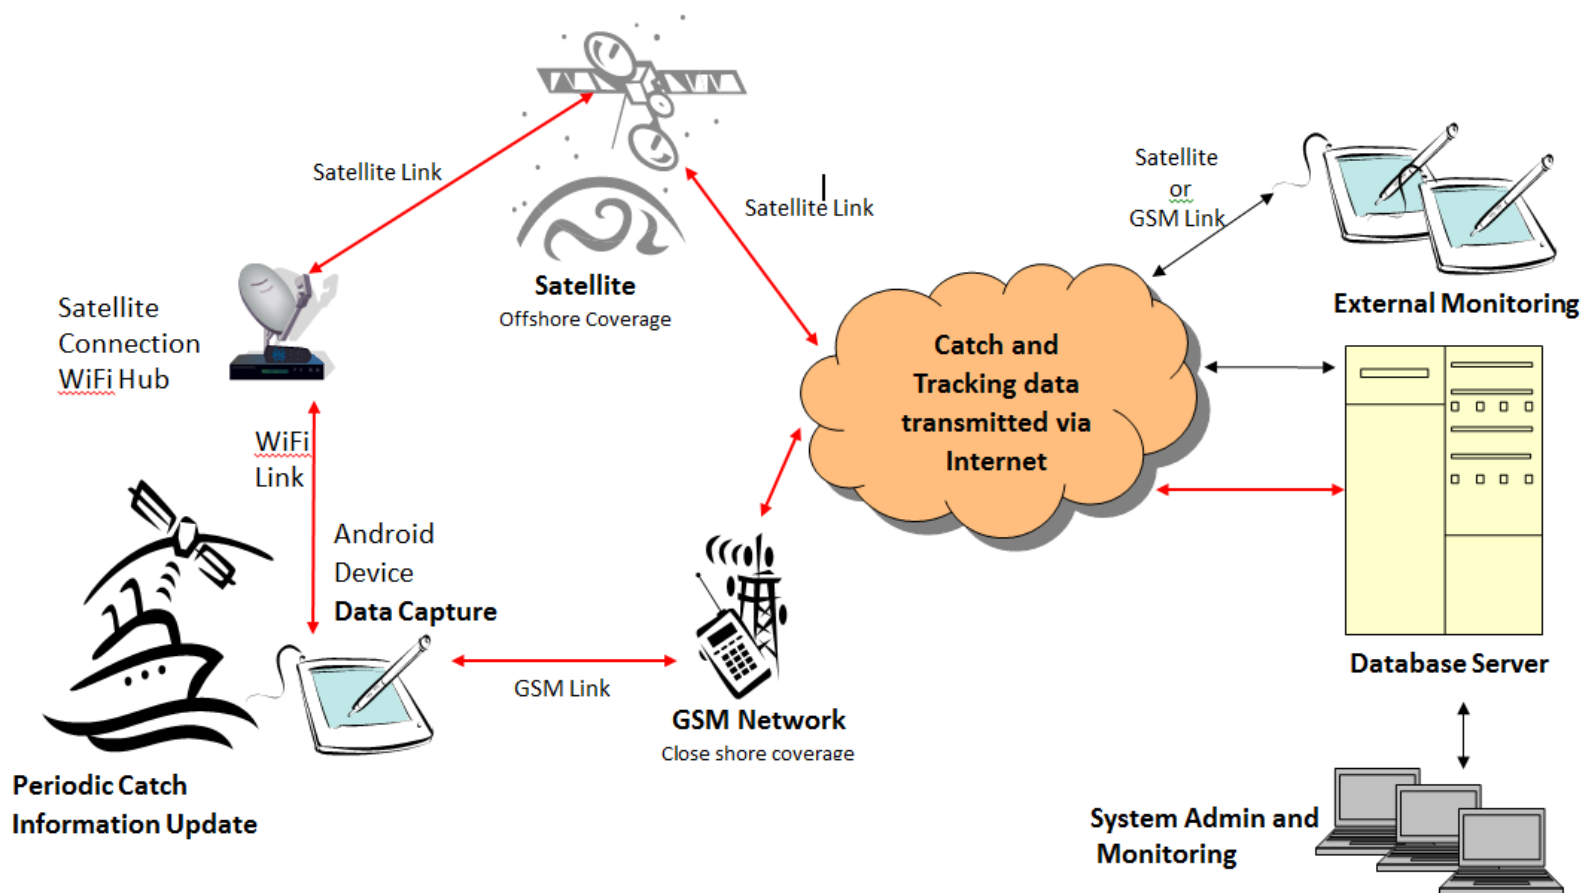 Satellite Link
Satellite Link
Satellite
or
GSM Link
Satellite
Offshore Coverage
External Monitoring
Satellite
Connection
WiFi Hub
Catch and
Tracking data
transmitted via
Internet
WiFi
Link
Android
Device
Data Capture
GSM Link
GSM Network
Close shore coverage
Database Server
Periodic Catch
Information Update
System Admin and
Monitoring